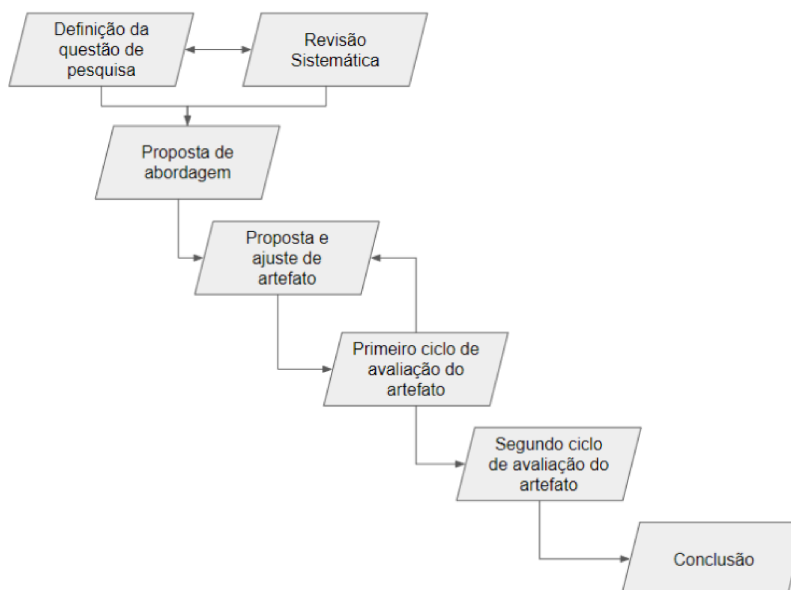 Definição da
questão de
pesquisa
Revisão
Sistemática
Proposta de
abordagem
Proposta e
ajuste de
artefato
Primeiro ciclo de
avaliação do
artefato
Segundo ciclo
de avaliação do
artefato
Conclusão